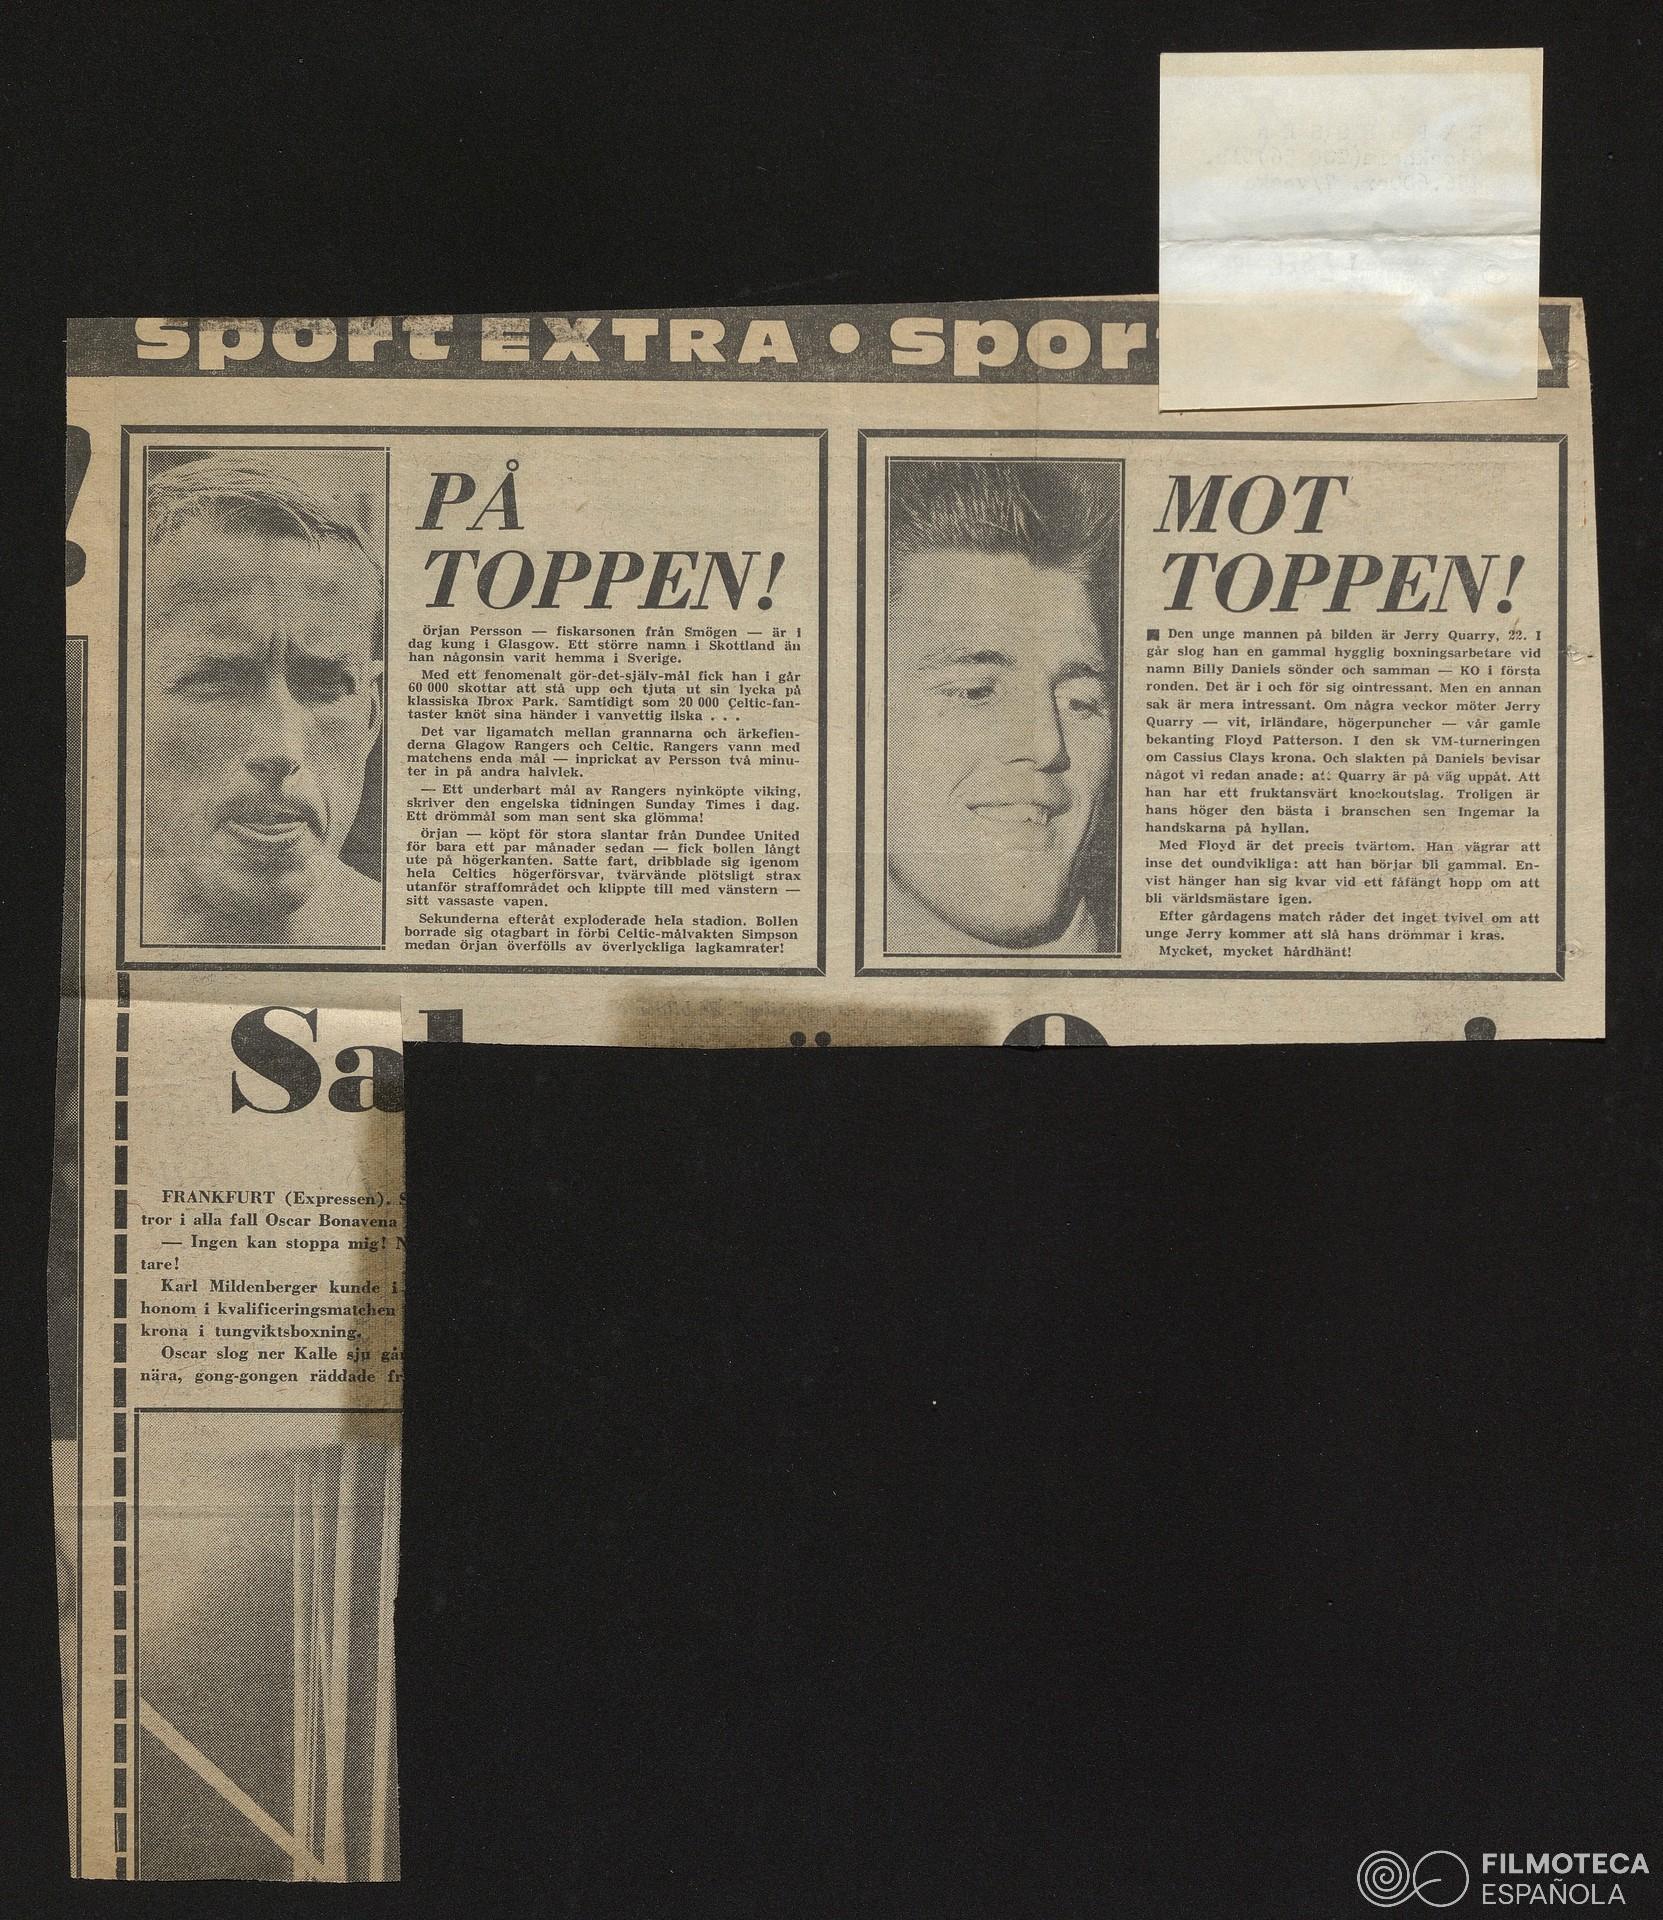 sport EXTRA • spor
PÅ
TOPPEN!
Örjan Persson — fiskarsonen från Smögen — är i
dag kung i Glasgow. Ett större namn i Skottland än
han någonsin varit hemma i Sverige.
Med ett fenomenalt gör-det-själv-mål fick han i går
60 000 skottar att stå upp och tjuta ut sin lycka på
klassiska Ibrox Park. Samtidigt som 20 000 Celtic-fan-
taster knöt sina händer i vanvettig ilska . . .
Det var ligamatch mellan grannarna och ärkefien-
derna Glagow Rangers och Celtic. Rangers vann med
matchens enda mål — inprickat av Persson två minu-
ter in på andra halvlek.
— Ett underbart mål av Rangers nyinköpte viking,
skriver den engelska tidningen Sunday Times i dag.
Ett drömmål som man sent ska glömma!
Örjan — köpt för stora slantar från Dundee United
för bara ett par månader sedan — fick bollen långt
ute på högerkanten. Satte fart, dribblade sig igenom
hela Celtics högerförsvar, tvärvände plötsligt strax
utanför straffområdet och klippte till med vänstern —
sitt vassaste vapen.
Sekunderna efteråt exploderade hela stadion. Bollen
borrade sig otagbart in förbi Celtic-målvakten Simpson
medan Örjan överfölls av överlyckliga lagkamrater!
MOT
TOPPEN!
Den unge mannen på bilden är Jerry Quarry, 22. I
går slog han en gammal hygglig boxningsarbetare vid
namn Billy Daniels sönder och samman — KO i första
ronden. Det är i och för sig ointressant. Men en annan
sak är mera intressant. Om några veckor möter Jerry
Quarry — vit, irländare, högerpuncher — vår gamle
bekanting Floyd Patterson. I den sk VM-turneringen
om Cassius Clays krona. Och slakten på Daniels bevisar
något vi redan anade: att Quarry är på väg uppåt. Att
han har ett fruktansvärt knockoutslag. Troligen är
hans höger den bästa i branschen sen Ingemar la
handskarna på hyllan.
Med Floyd är det precis tvärtom. Han vägrar att
inse det oundvikliga: att han börjar bli gammal. En-
vist hänger han sig kvar vid ett fåfängt hopp om att
bli världsmästare igen.
Efter gårdagens match råder det inget tvivel om att
unge Jerry kommer att slå hans drömmar i kras.
Mycket, mycket hårdhänt!
Sa
FRANKFURT (Expressen). S
tror i alla fall Oscar Bonavena
— Ingen kan stoppa mig! N
tare!
Karl Mildenberger kunde i
honom i kvalificeringsmatchen
krona i tungviktsboxning.
Oscar slog ner Kalle sju gån
nära, gong-gongen räddade fr
FILMOTECA
ESPAÑOLA